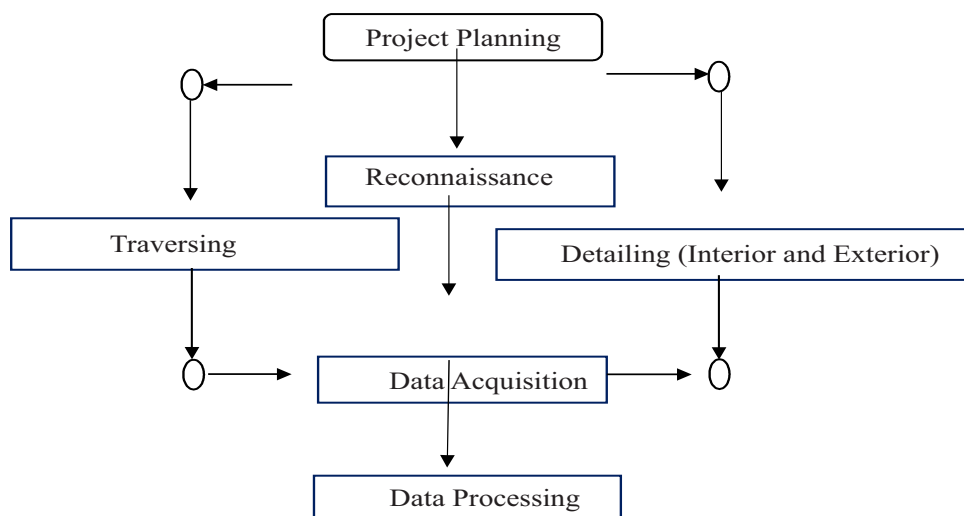 Project Planning
Reconnaissance
Traversing
Detailing (Interior and Exterior)
Data Acquisition
Data Processing